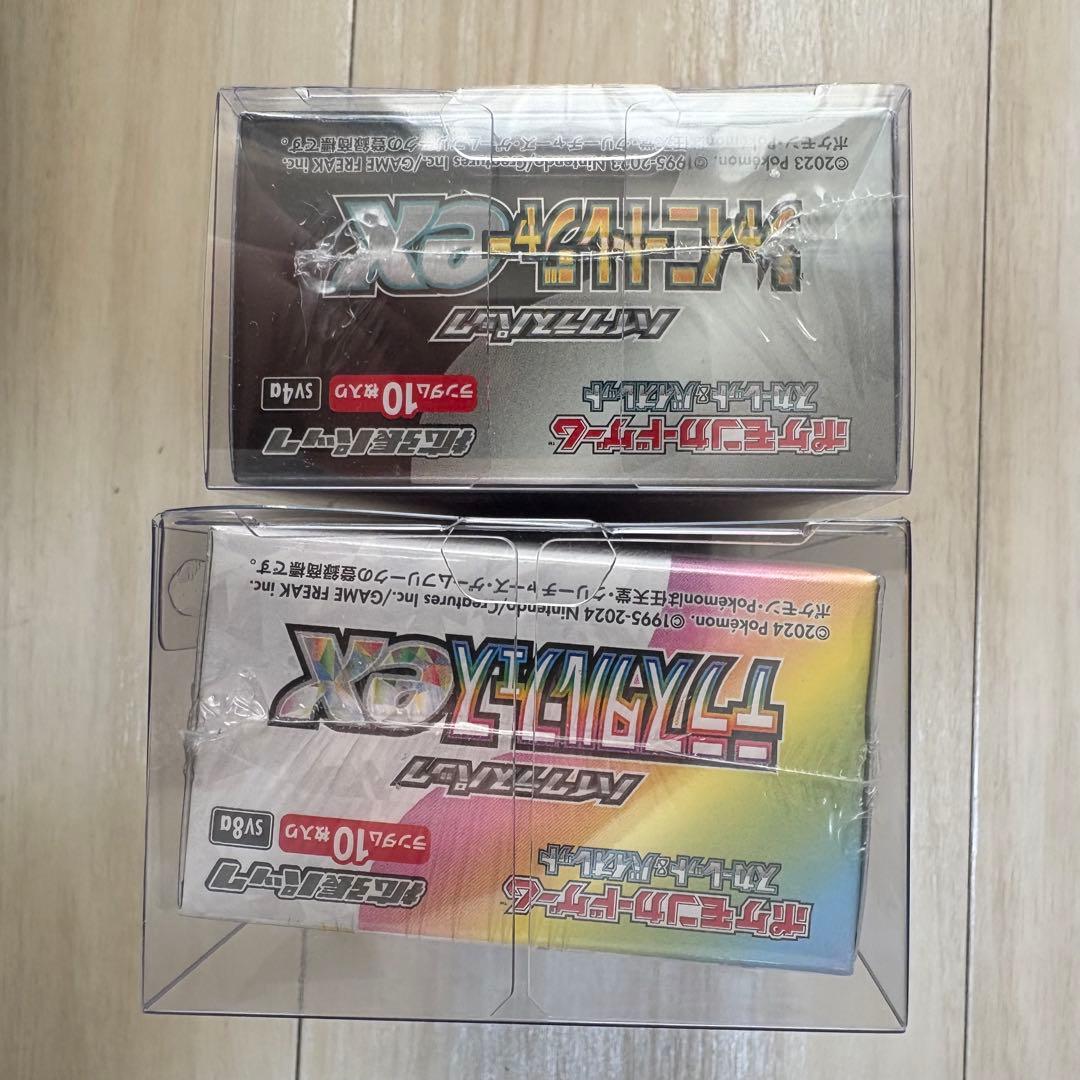 ポケモンカードゲーム™
スカーレット&バイオレット
拡張パック
ランダム10枚入り
SV4a
ハイクラスパック
シャイニートレジャーex
©2023 Pokémon. ©1995-2023 Nintendo/Creatures Inc./GAME FREAK inc.
ポケモン・Pokémonは任天堂・クリーチャーズ・ゲームフリークの登録商標です。
ポケモンカードゲーム
スカーレット&バイオレット
拡張パック
ランダム10枚入り
SV8a
ハイクラスパック
テラスタルフェスex
©2024 Pokémon. ©1995-2024 Nintendo/Creatures Inc./GAME FREAK inc.
ポケモン・Pokémonは任天堂・クリーチャーズ・ゲームフリークの登録商標です。